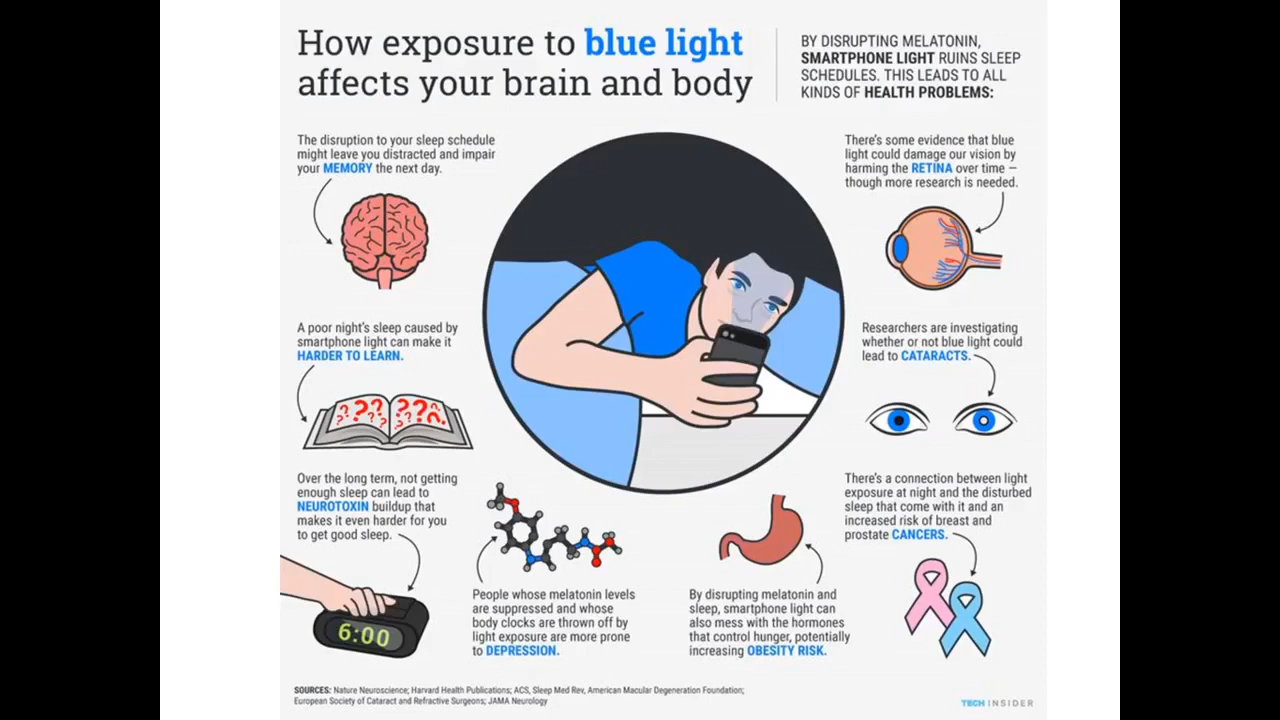 How exposure to blue light
affects your brain and body
BY DISRUPTING MELATONIN,
SMARTPHONE LIGHT RUINS SLEEP
SCHEDULES. THIS LEADS TO ALL
KINDS OF HEALTH PROBLEMS:
The disruption to your sleep schedule
might leave you distracted and impair
your MEMORY the next day.
There's some evidence that blue
light could damage our vision by
harming the RETINA over time –
though more research is needed.
A poor night's sleep caused by
smartphone light can make it
HARDER TO LEARN.
Researchers are investigating
whether or not blue light could
lead to CATARACTS.
Over the long term, not getting
enough sleep can lead to
NEUROTOXIN buildup that
makes it even harder for you
to get good sleep.
6:00
People whose melatonin levels
are suppressed and whose
body clocks are thrown off by
light exposure are more prone
to DEPRESSION.
By disrupting melatonin and
sleep, smartphone light can
also mess with the hormones
that control hunger, potentially
increasing OBESITY RISK.
There's a connection between light
exposure at night and the disturbed
sleep that come with it and an
increased risk of breast and
prostate CANCERS.
SOURCES: Nature Neuroscience; Harvard Health Publications; ACS, Sleep Med Rev, American Macular Degeneration Foundation;
European Society of Cataract and Refractive Surgeons; JAMA Neurology
TECH INSIDER